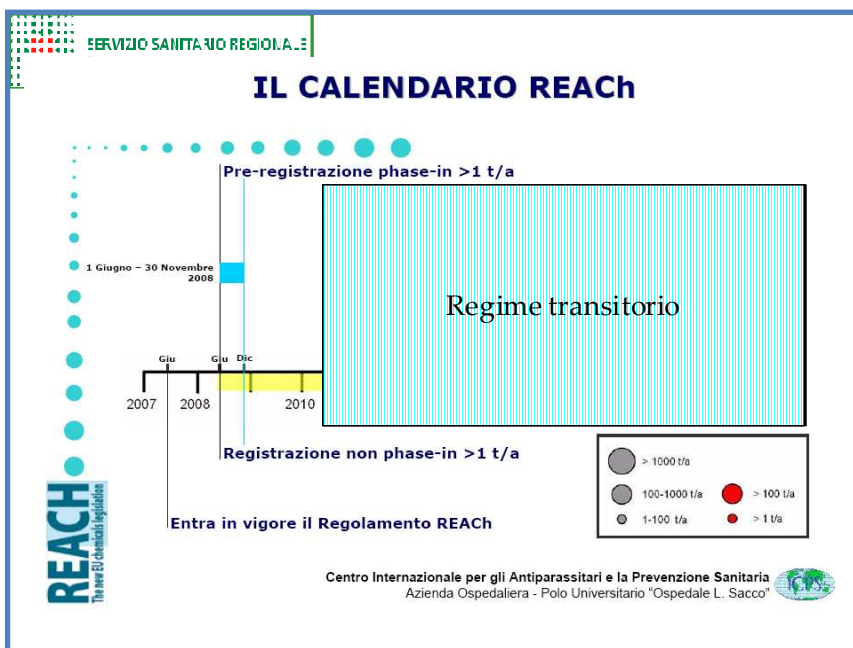 SERVIZIO SANITARIO REGIONALE
IL CALENDARIO REACh
Pre-registrazione phase-in >1 t/a
1 Giugno – 30 Novembre
2008
Regime transitorio
Giu Giu Dic
2007 2008 2010
Registrazione non phase-in >1 t/a
Entra in vigore il Regolamento REACh
> 1000 t/a
100-1000 t/a > 100 t/a
1-100 t/a > 1 t/a
REACH
The new EU chemicals legislation
Centro Internazionale per gli Antiparassitari e la Prevenzione Sanitaria
Azienda Ospedaliera - Polo Universitario "Ospedale L. Sacco"
ICPS